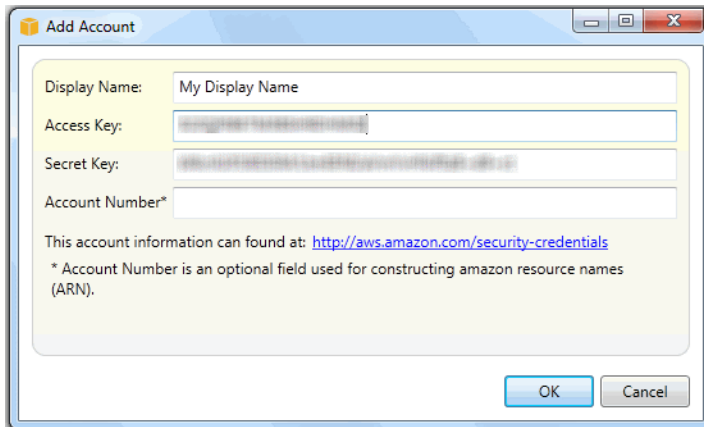 Add Account
Display Name: My Display Name
Access Key:
Secret Key:
Account Number*
This account information can found at: http://aws.amazon.com/security-credentials
* Account Number is an optional field used for constructing amazon resource names
(ARN).
OK Cancel